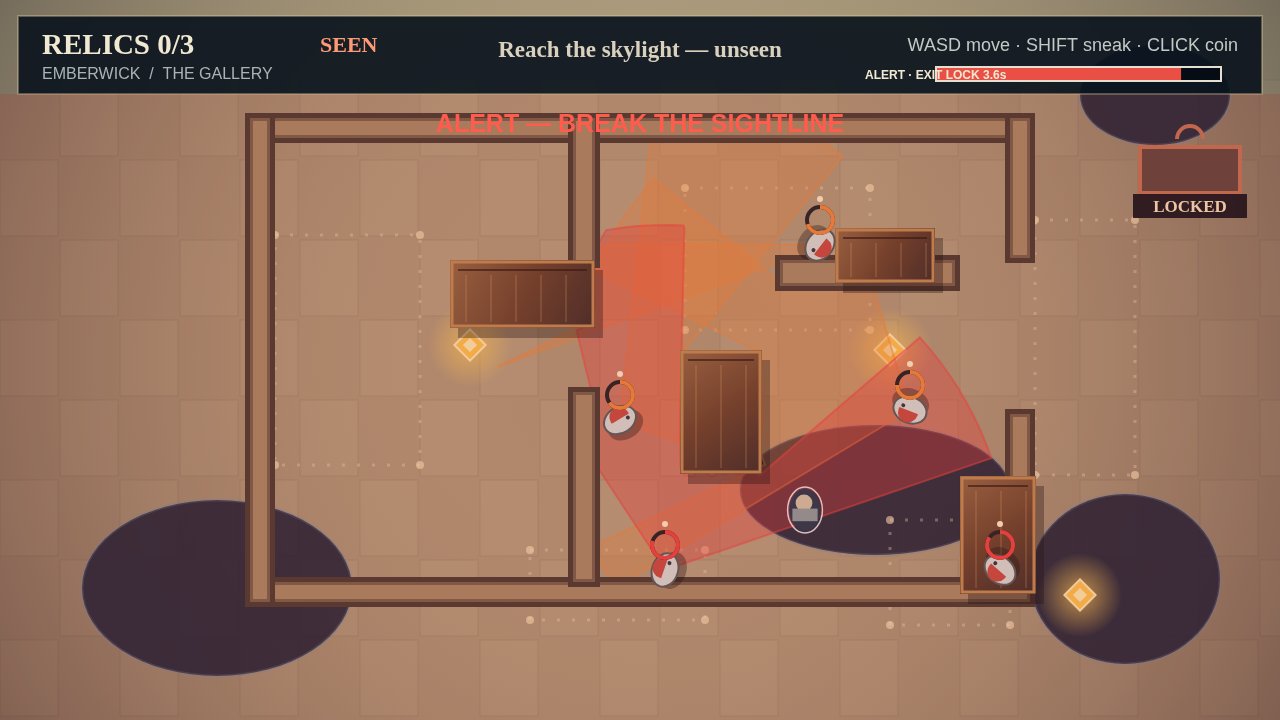 RELICS 0/3
SEEN
Reach the skylight — unseen
WASD move · SHIFT sneak · CLICK coin
EMBERWICK / THE GALLERY
ALERT · EXIT LOCK 3.6s
ALERT — BREAK THE SIGHTLINE
LOCKED